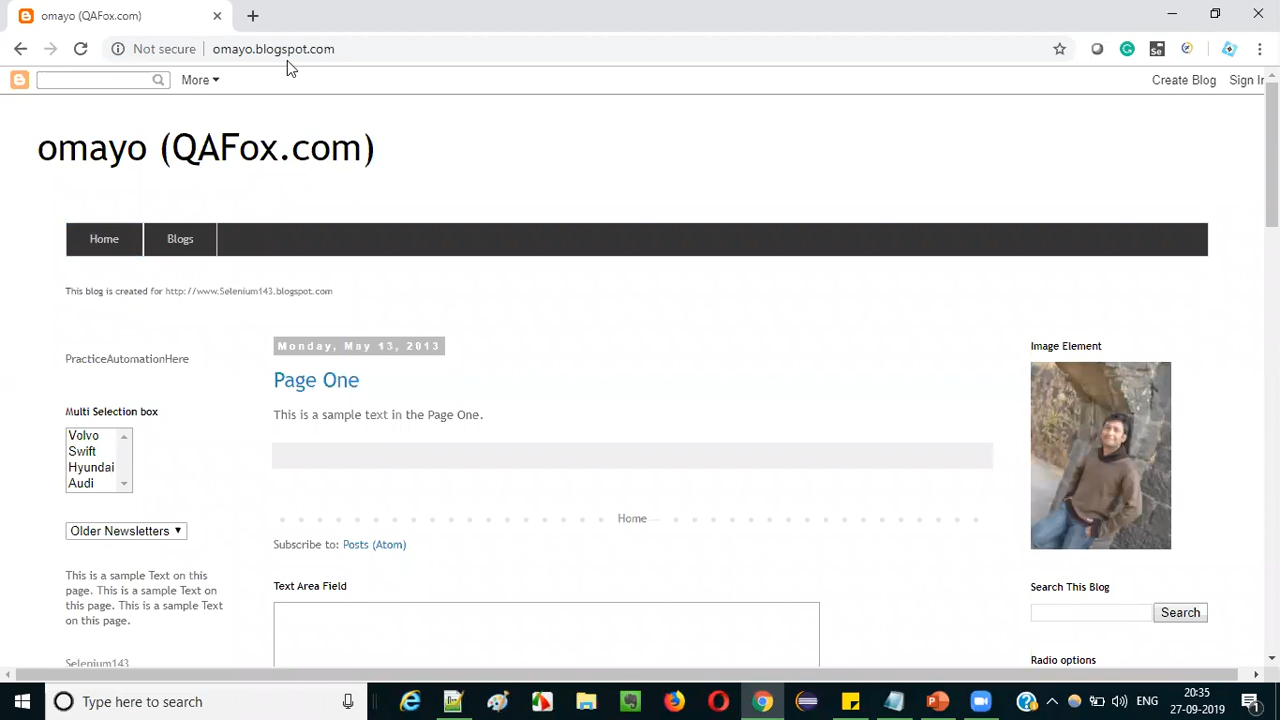 omayo (QAFox.com)
Not secure
omayo.blogspot.com
Se
More
Create Blog
Sign In
omayo (QAFox.com)
Home
Blogs
This blog is created for http://www.Selenium143.blogspot.com
PracticeAutomationHere
Multi Selection box
Volvo
Swift
Hyundai
Audi
Older Newsletters
This is a sample Text on this
page. This is a sample Text on
this page. This is a sample Text
on this page.
Selenium143
Monday, May 13, 2013
Page One
This is a sample text in the Page One.
Home
Subscribe to: Posts (Atom)
Text Area Field
Image Element
Search This Blog
Search
Radio options
Type here to search
ENG
20:35
27-09-2019
1